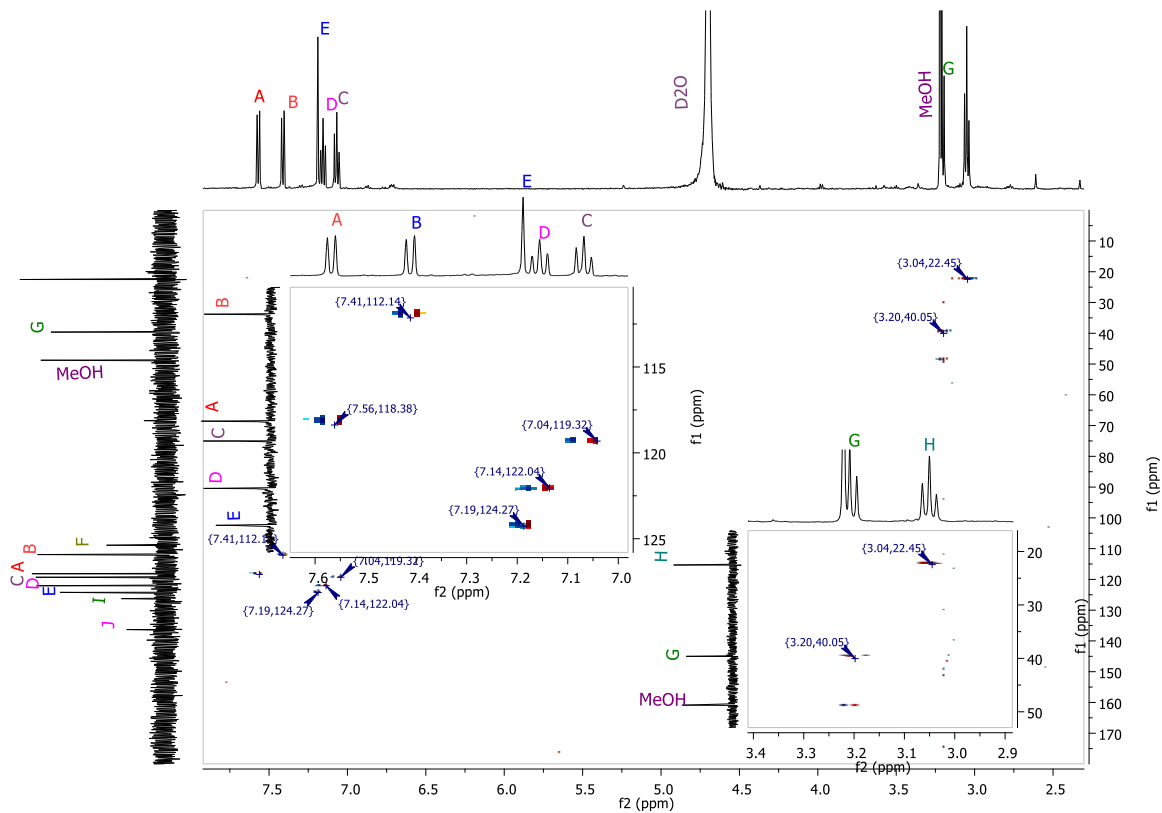 E
A
B
D
C
D2O
MeOH
G
E
A
B
D
C
10
20
30
40
50
60
70
80
90
100
110
120
130
140
150
160
170
f1 (ppm)
{3.04,22.45}
{3.20,40.05}
G
MeOH
B
A
C
D
E
{7.41,112.14}
{7.56,118.38}
{7.04,119.32}
{7.14,122.04}
{7.19,124.27}
115
120
125
f1 (ppm)
7.6
7.5
7.4
7.3
7.2
7.1
7.0
f2 (ppm)
F
B
A
C
D
E
I
J
{7.04,119.32}
{7.14,122.04}
{7.19,124.27}
G
H
H
G
MeOH
{3.04,22.45}
{3.20,40.05}
20
30
40
50
f1 (ppm)
3.4
3.3
3.2
3.1
3.0
2.9
f2 (ppm)
7.5
7.0
6.5
6.0
5.5
5.0
4.5
4.0
3.5
3.0
2.5
f2 (ppm)